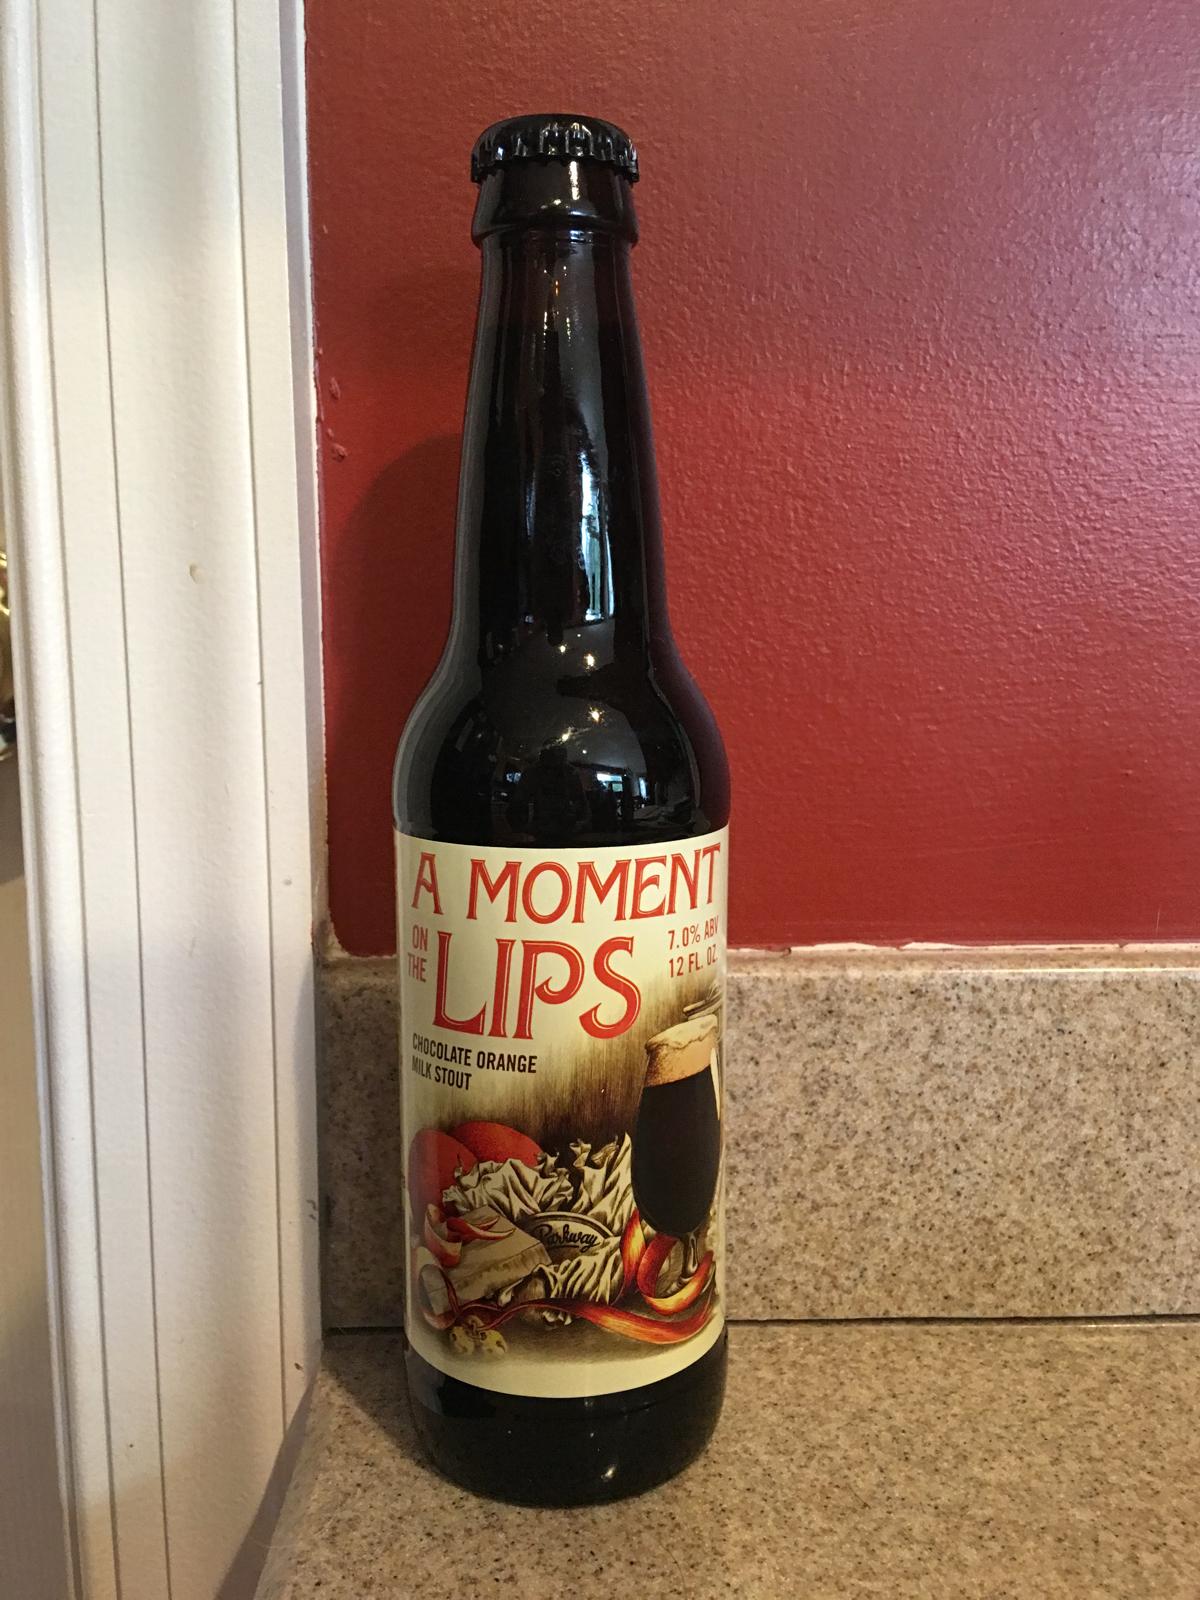 A MOMENT
ON THE LIPS
7.0% ABV
12 FL. OZ.
CHOCOLATE ORANGE
MILK STOUT
Parkway